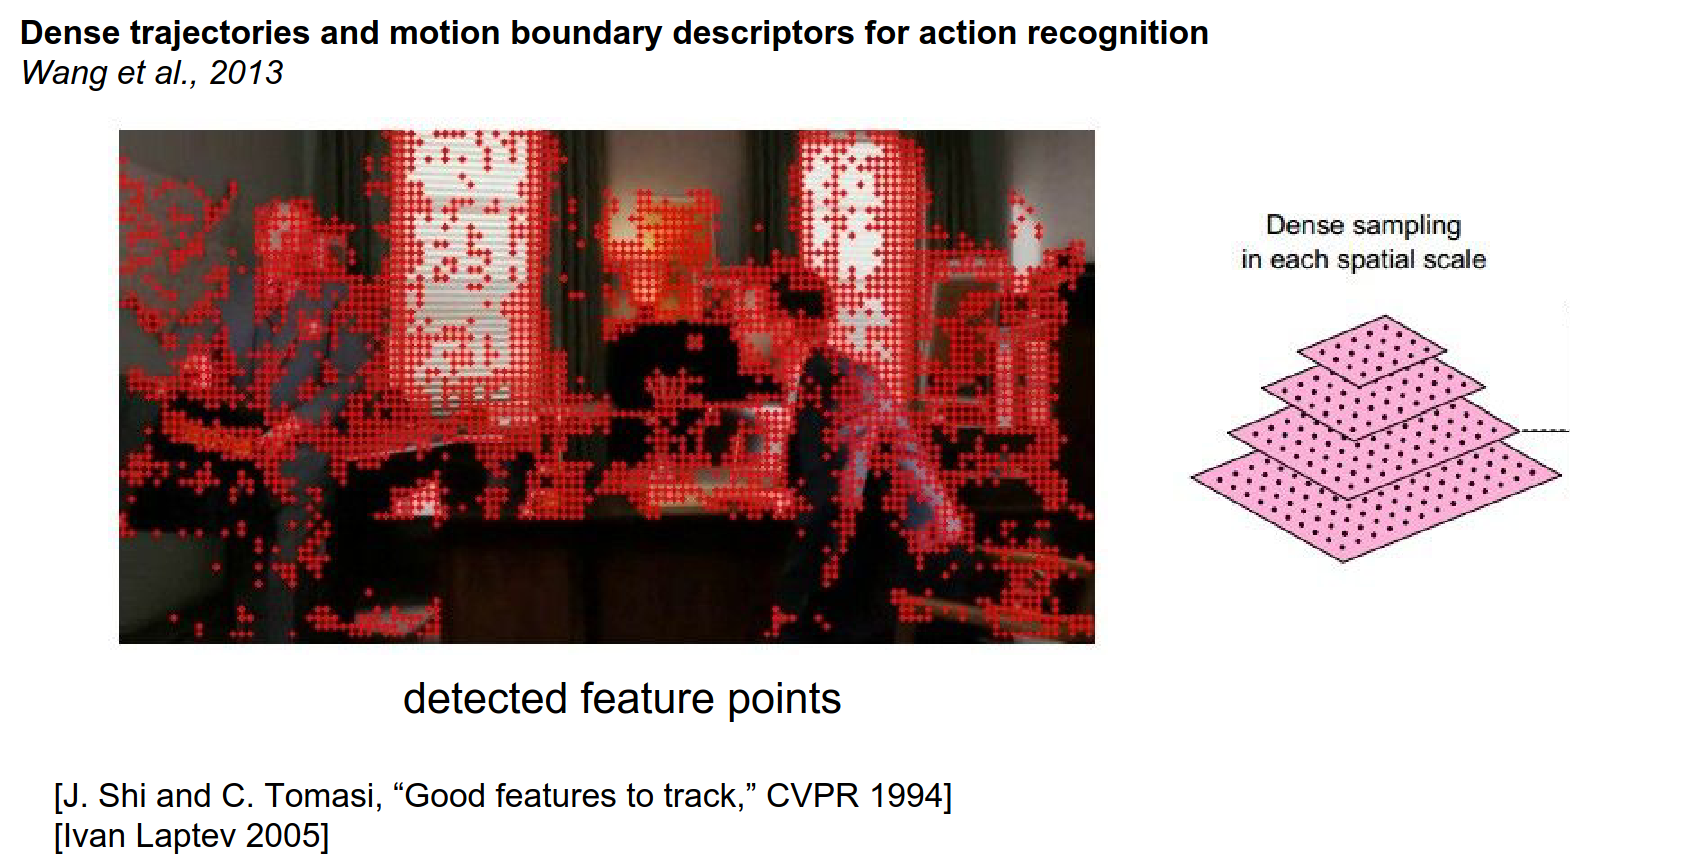 Dense trajectories and motion boundary descriptors for action recognition
Wang et al., 2013
Dense sampling
in each spatial scale
detected feature points
[J. Shi and C. Tomasi, “Good features to track,” CVPR 1994]
[Ivan Laptev 2005]